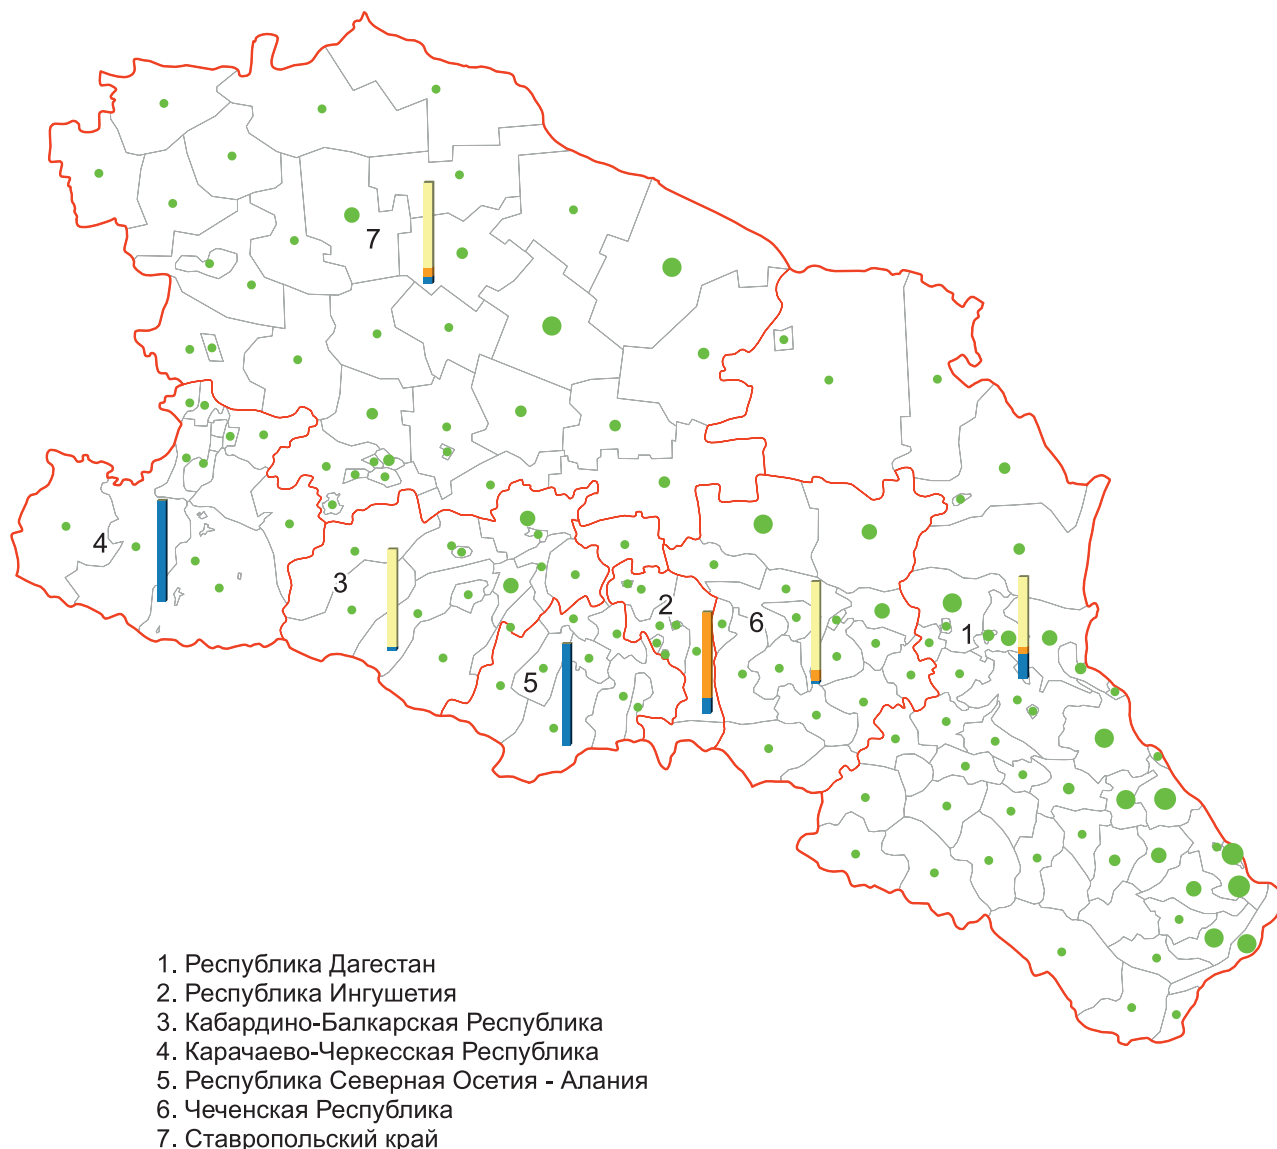 7
4
3
2
6
1
5
1. Республика Дагестан
2. Республика Ингушетия
3. Кабардино-Балкарская Республика
4. Карачаево-Черкесская Республика
5. Республика Северная Осетия - Алания
6. Чеченская Республика
7. Ставропольский край